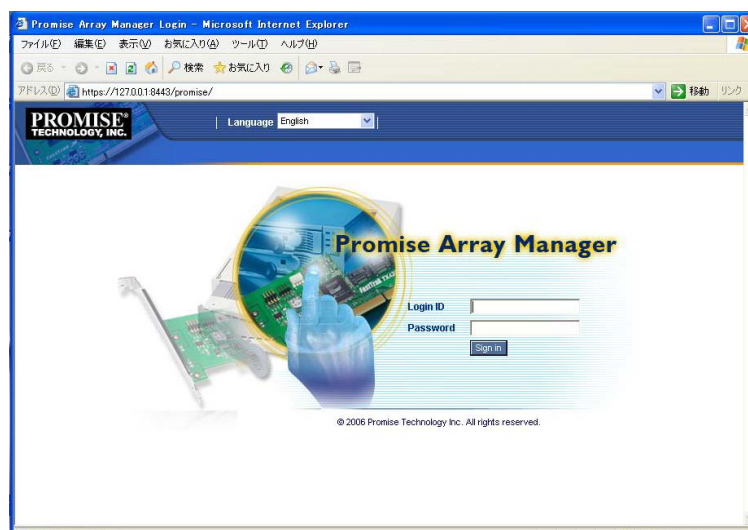 Promise Array Manager Login - Microsoft Internet Explorer
ファイル(F) 編集(E) 表示(V) お気に入り(A) ツール(T) ヘルプ(H)
戻る 検索 お気に入り
アドレス(D) https://127.0.0.1:8443/promise/ 移動 リンク
PROMISE®
TECHNOLOGY, INC.
| Language English |
Promise Array Manager
FastTrak
Login ID
Password
Sign in
© 2006 Promise Technology Inc. All rights reserved.